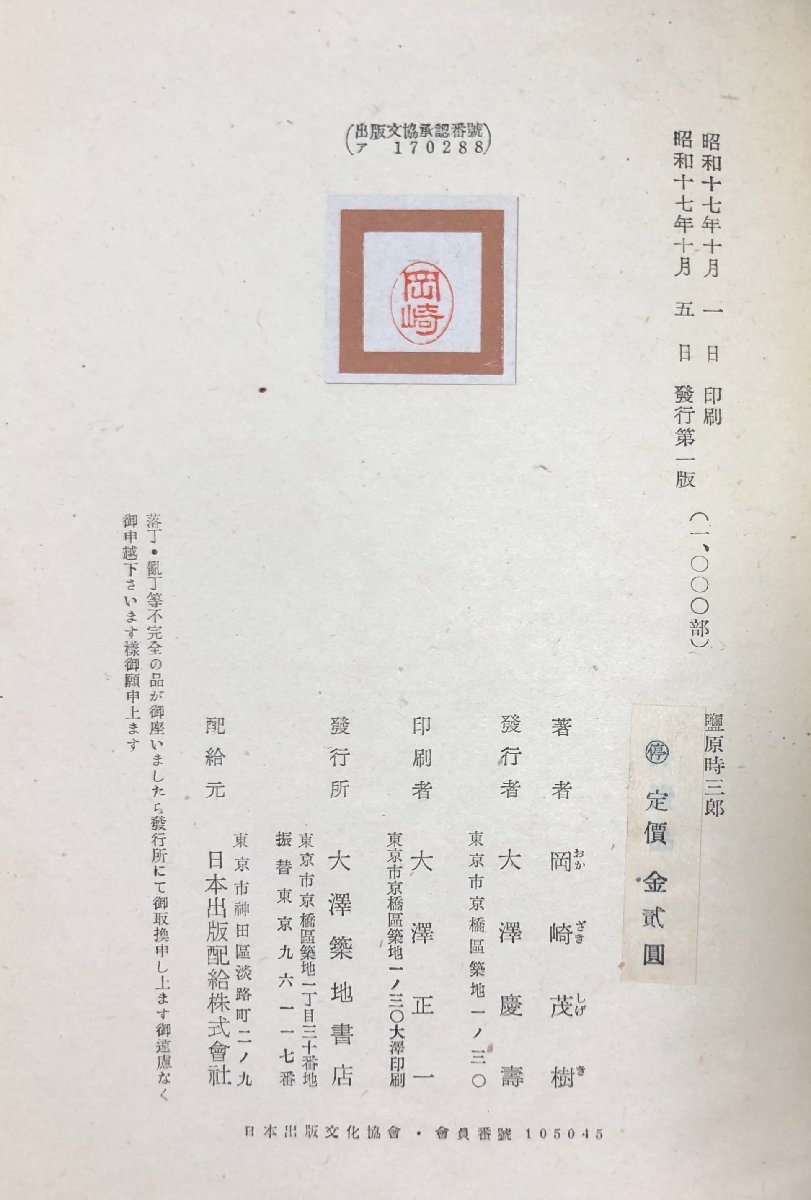 昭和十七年十月　一　日　印刷
昭和十七年十月　五　日　發行第一版
（一、〇〇〇部）
鹽原時三郎
停　定價　金貳圓
出版文協承認番號
ア　170288
岡崎
著者　岡崎茂樹
おかざきしげき
發行者　大澤慶壽
東京市京橋區築地一ノ三〇
印刷者　大澤正一
東京市京橋區築地一ノ三〇大澤印刷
發行所　大澤築地書店
東京市京橋區築地一丁目三十番地
振替東京九六一一七番
配給元　日本出版配給株式會社
東京市神田區淡路町二ノ九
落丁・亂丁等不完全の品が御座いましたら發行所にて御取換申し上ます御遠慮なく
御申越下さいます樣御願申上ます
日本出版文化協會・會員番號 105045